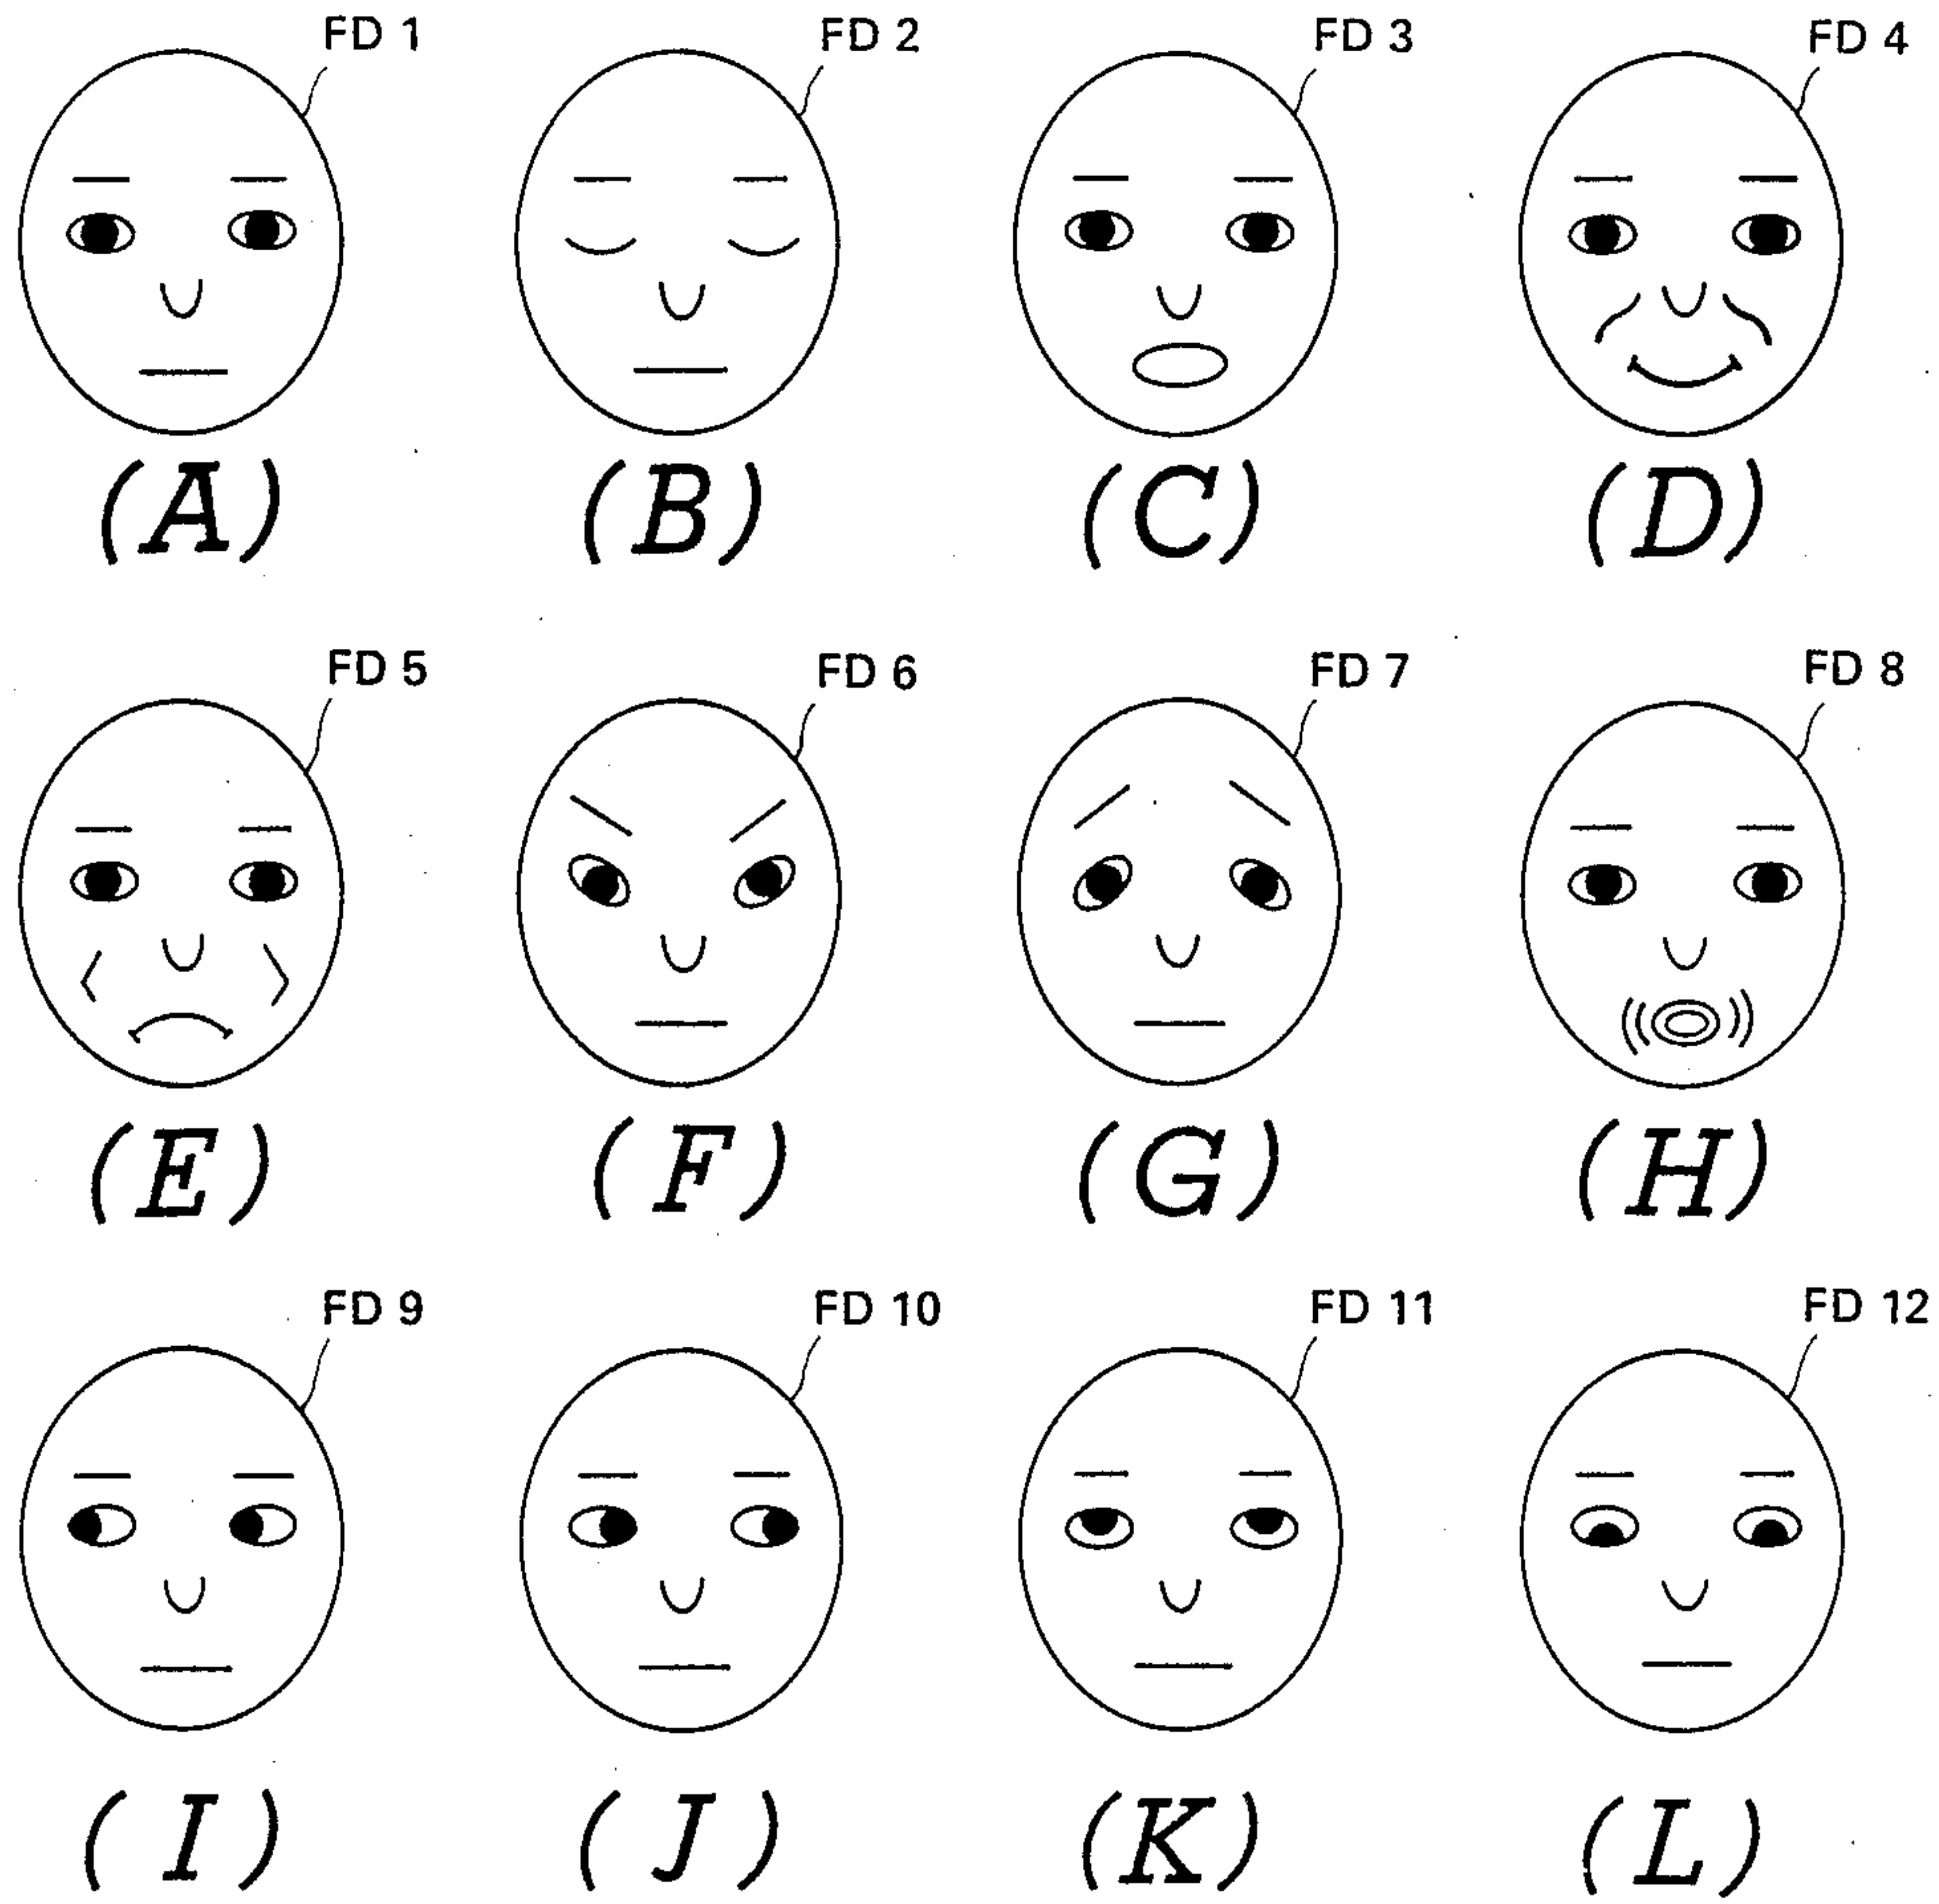 FD 1 FD 2 FD 3 FD 4
(A) (B) (C) (D)
FD 5 FD 6 FD 7 FD 8
(E) (F) (G) (H)
FD 9 FD 10 FD 11 FD 12
(I) (J) (K) (L)